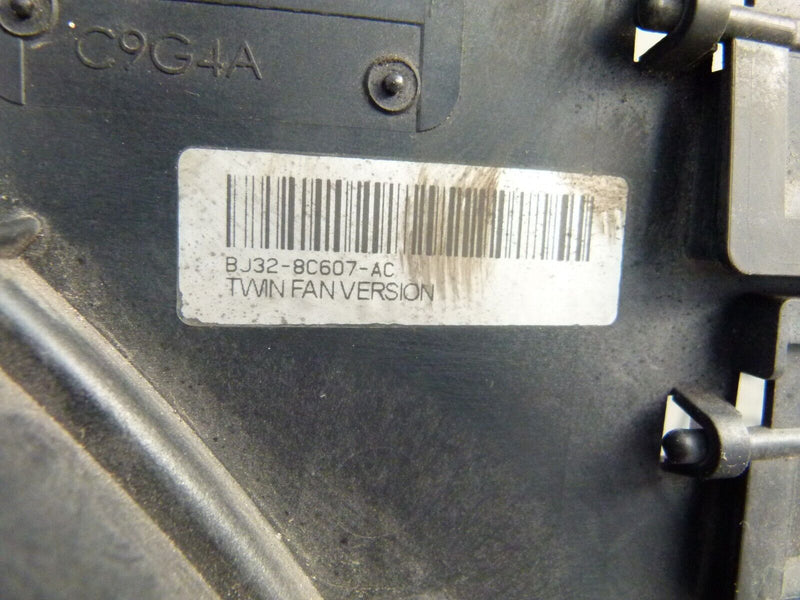 C9G4A
BJ32-8C607-AC
TWIN FAN VERSION